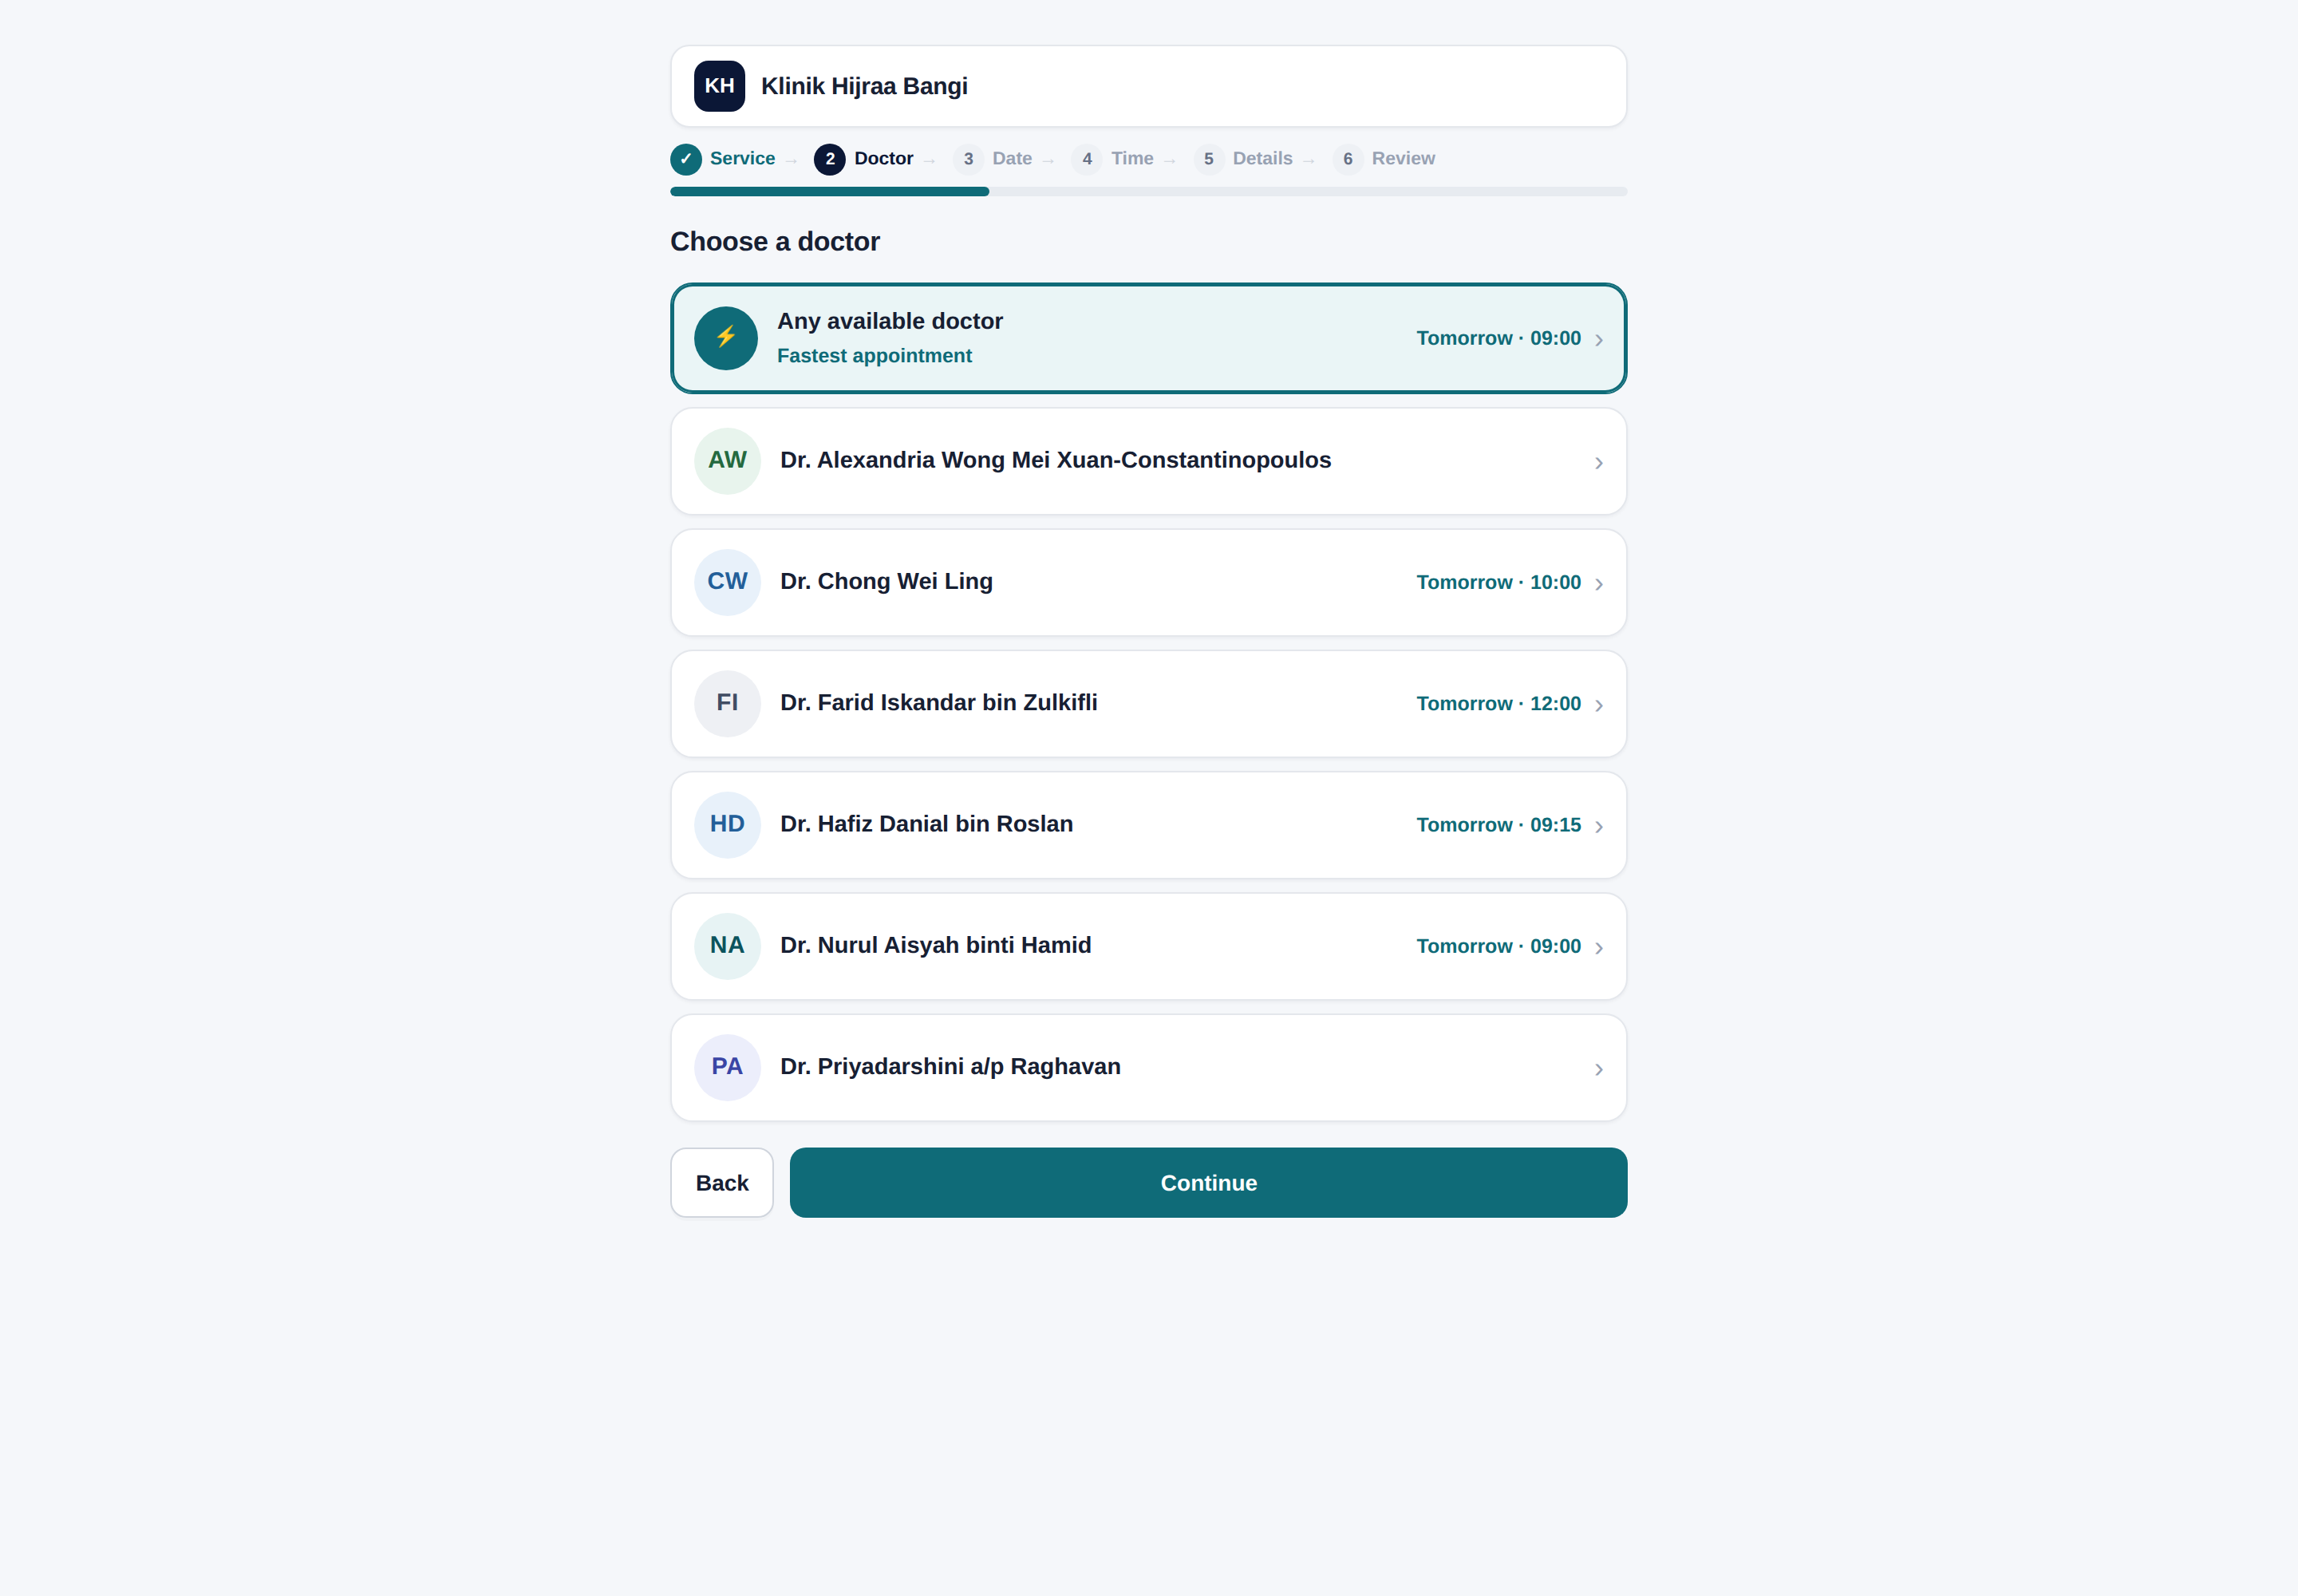 KH Klinik Hijraa Bangi
✓ Service → 2 Doctor → 3 Date → 4 Time → 5 Details → 6 Review
Choose a doctor
⚡ Any available doctor
Fastest appointment
Tomorrow · 09:00 ›
AW Dr. Alexandria Wong Mei Xuan-Constantinopoulos ›
CW Dr. Chong Wei Ling Tomorrow · 10:00 ›
FI Dr. Farid Iskandar bin Zulkifli Tomorrow · 12:00 ›
HD Dr. Hafiz Danial bin Roslan Tomorrow · 09:15 ›
NA Dr. Nurul Aisyah binti Hamid Tomorrow · 09:00 ›
PA Dr. Priyadarshini a/p Raghavan ›
Back Continue